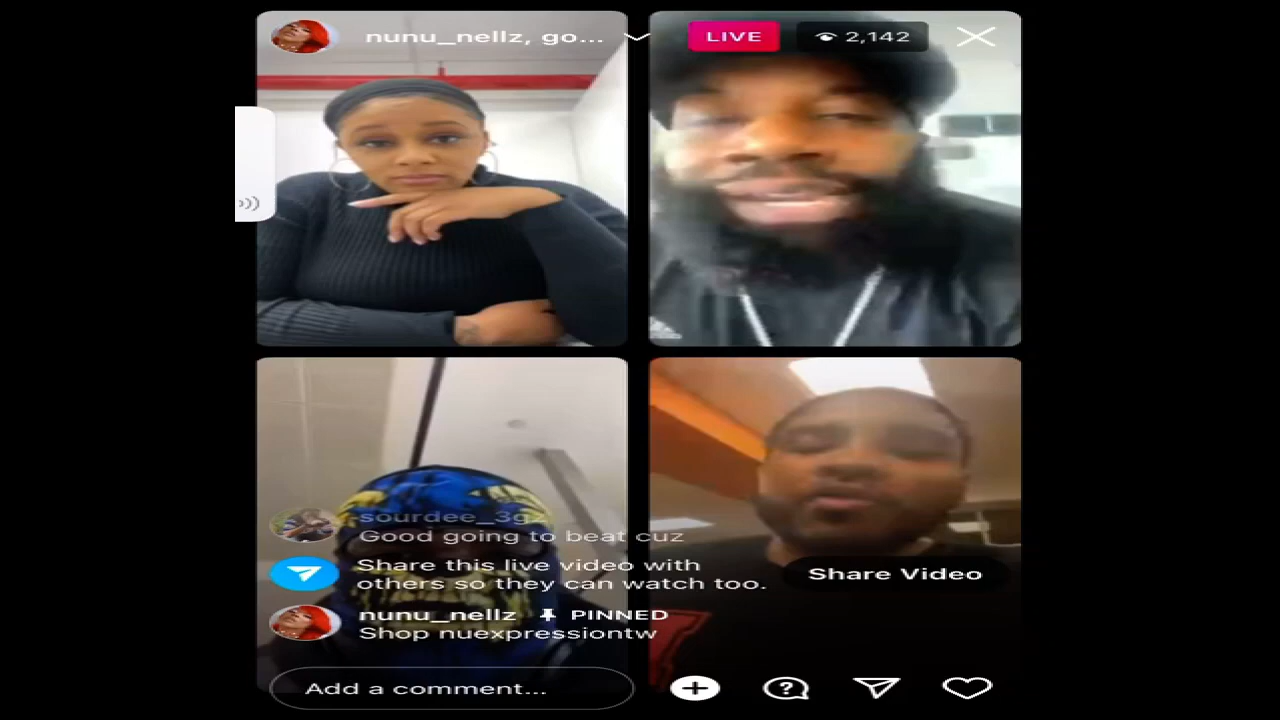 nunu_nellz, go...
LIVE
2,142
sourdee_3gz
Good going to beat cuz
Share this live video with
others so they can watch too.
Share Video
nunu_nellz PINNED
Shop nuexpressiontw
Add a comment...